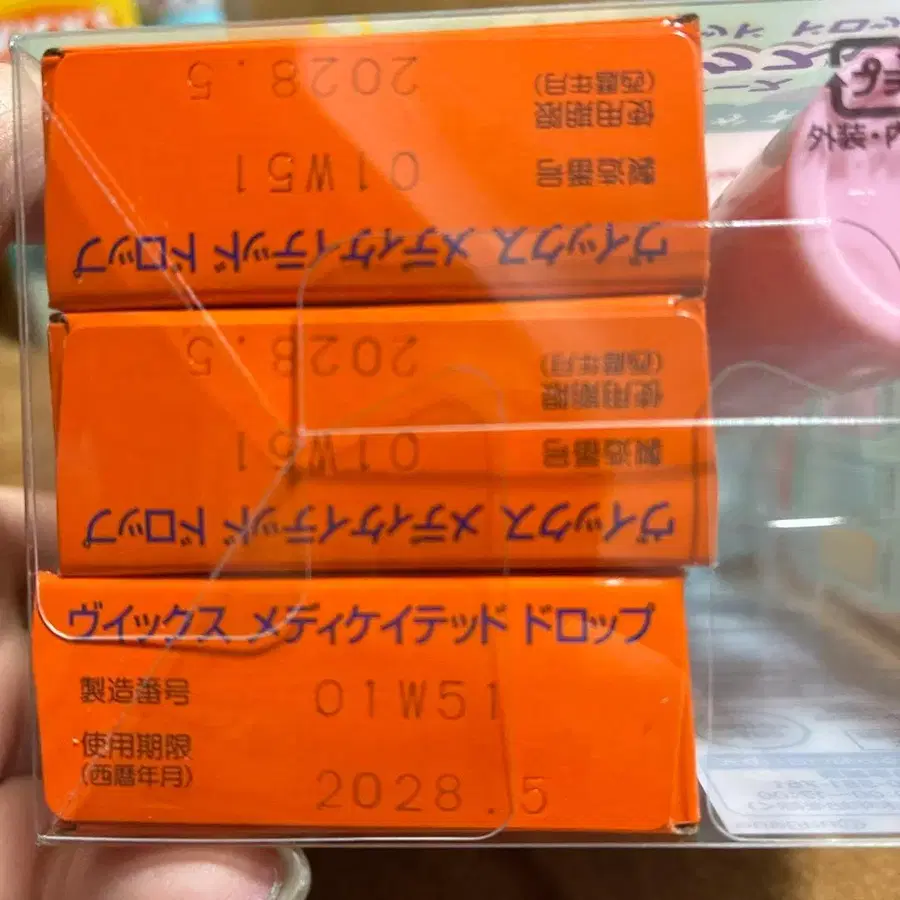 2028.5
使用期限
(西暦年月)
製造番号
01W51
ヴイックス メディケイテッド ドロップ
2028.5
使用期限
(西暦年月)
製造番号
01W51
ヴイックス メディケイテッド ドロップ
ヴイックス メディケイテッド ドロップ
製造番号 01W51
使用期限
(西暦年月) 2028.5
プラ
外装・内